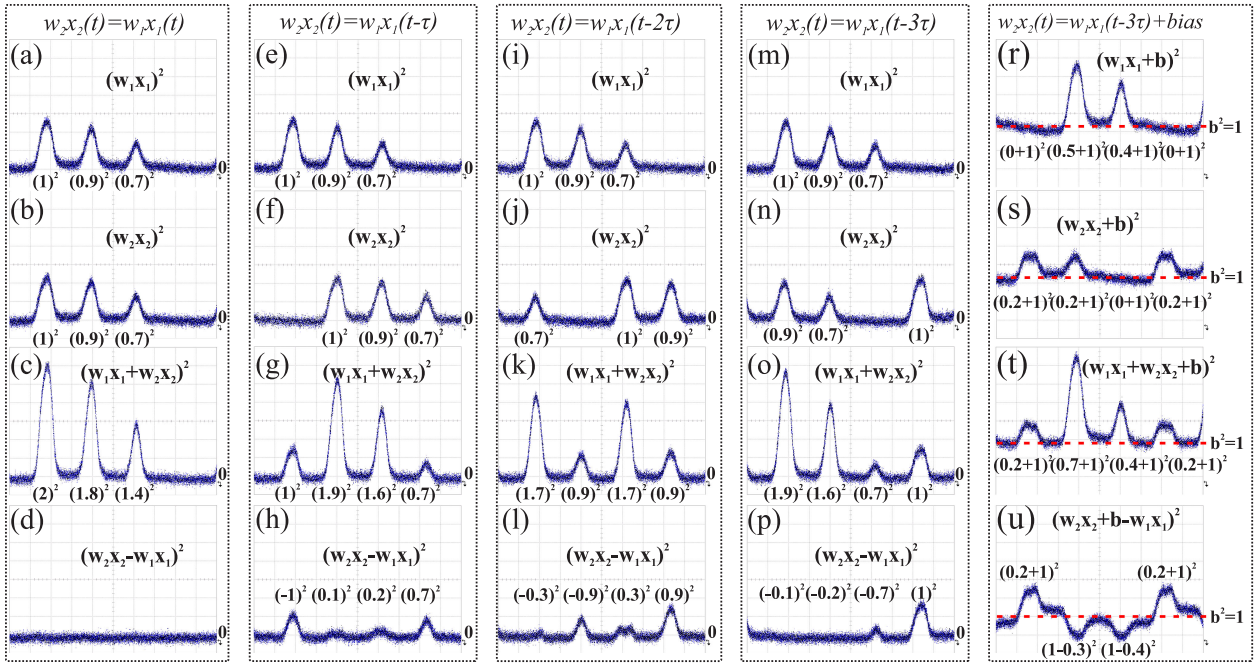 w₂x₂(t)=w₁x₁(t)
(a)
(w₁x₁)²
0
(1)² (0.9)² (0.7)²
(b)
(w₂x₂)²
0
(1)² (0.9)² (0.7)²
(c)
(w₁x₁+w₂x₂)²
0
(2)² (1.8)² (1.4)²
(d)
(w₂x₂-w₁x₁)²
0
w₂x₂(t)=w₁x₁(t-τ)
(e)
(w₁x₁)²
0
(1)² (0.9)² (0.7)²
(f)
(w₂x₂)²
0
(1)² (0.9)² (0.7)²
(g)
(w₁x₁+w₂x₂)²
0
(1)² (1.9)² (1.6)² (0.7)²
(h)
(w₂x₂-w₁x₁)²
(-1)² (0.1)² (0.2)² (0.7)²
0
w₂x₂(t)=w₁x₁(t-2τ)
(i)
(w₁x₁)²
0
(1)² (0.9)² (0.7)²
(j)
(w₂x₂)²
0
(0.7)² (1)² (0.9)²
(k)
(w₁x₁+w₂x₂)²
0
(1.7)² (0.9)² (1.7)² (0.9)²
(l)
(w₂x₂-w₁x₁)²
(-0.3)² (-0.9)² (0.3)² (0.9)²
0
w₂x₂(t)=w₁x₁(t-3τ)
(m)
(w₁x₁)²
0
(1)² (0.9)² (0.7)²
(n)
(w₂x₂)²
0
(0.9)² (0.7)² (1)²
(o)
(w₁x₁+w₂x₂)²
0
(1.9)² (1.6)² (0.7)² (1)²
(p)
(w₂x₂-w₁x₁)²
(-0.1)² (-0.2)² (-0.7)² (1)²
0
w₂x₂(t)=w₁x₁(t-3τ)+bias
(r)
(w₁x₁+b)²
b²=1
(0+1)² (0.5+1)² (0.4+1)² (0+1)²
(s)
(w₂x₂+b)²
b²=1
(0.2+1)² (0.2+1)² (0+1)² (0.2+1)²
(t)
(w₁x₁+w₂x₂+b)²
b²=1
(0.2+1)² (0.7+1)² (0.4+1)² (0.2+1)²
(u)
(w₂x₂+b-w₁x₁)²
(0.2+1)² (0.2+1)²
b²=1
(1-0.3)² (1-0.4)²